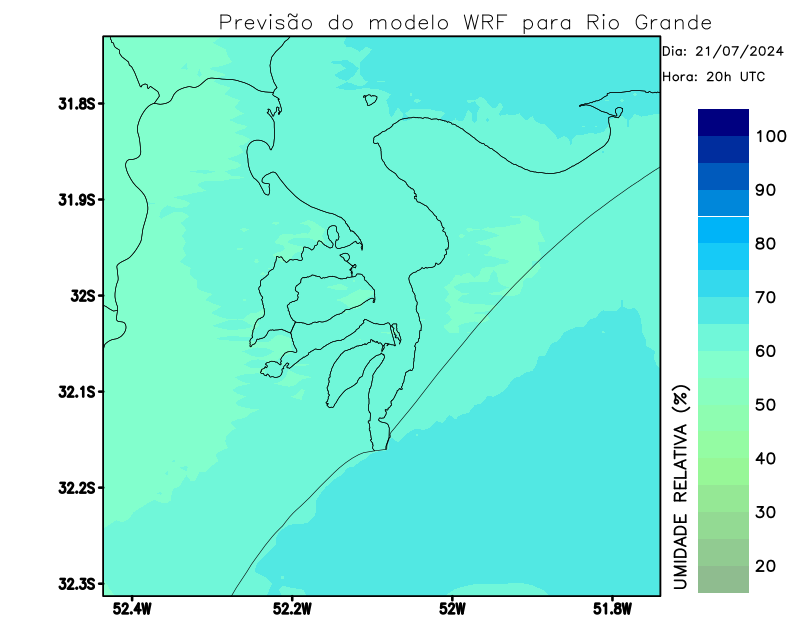 Previsão do modelo WRF para Rio Grande
Dia: 21/07/2024
Hora: 20h UTC
31.8S
31.9S
32S
32.1S
32.2S
32.3S
52.4W
52.2W
52W
51.8W
100
90
80
70
60
50
40
30
20
UMIDADE RELATIVA (%)